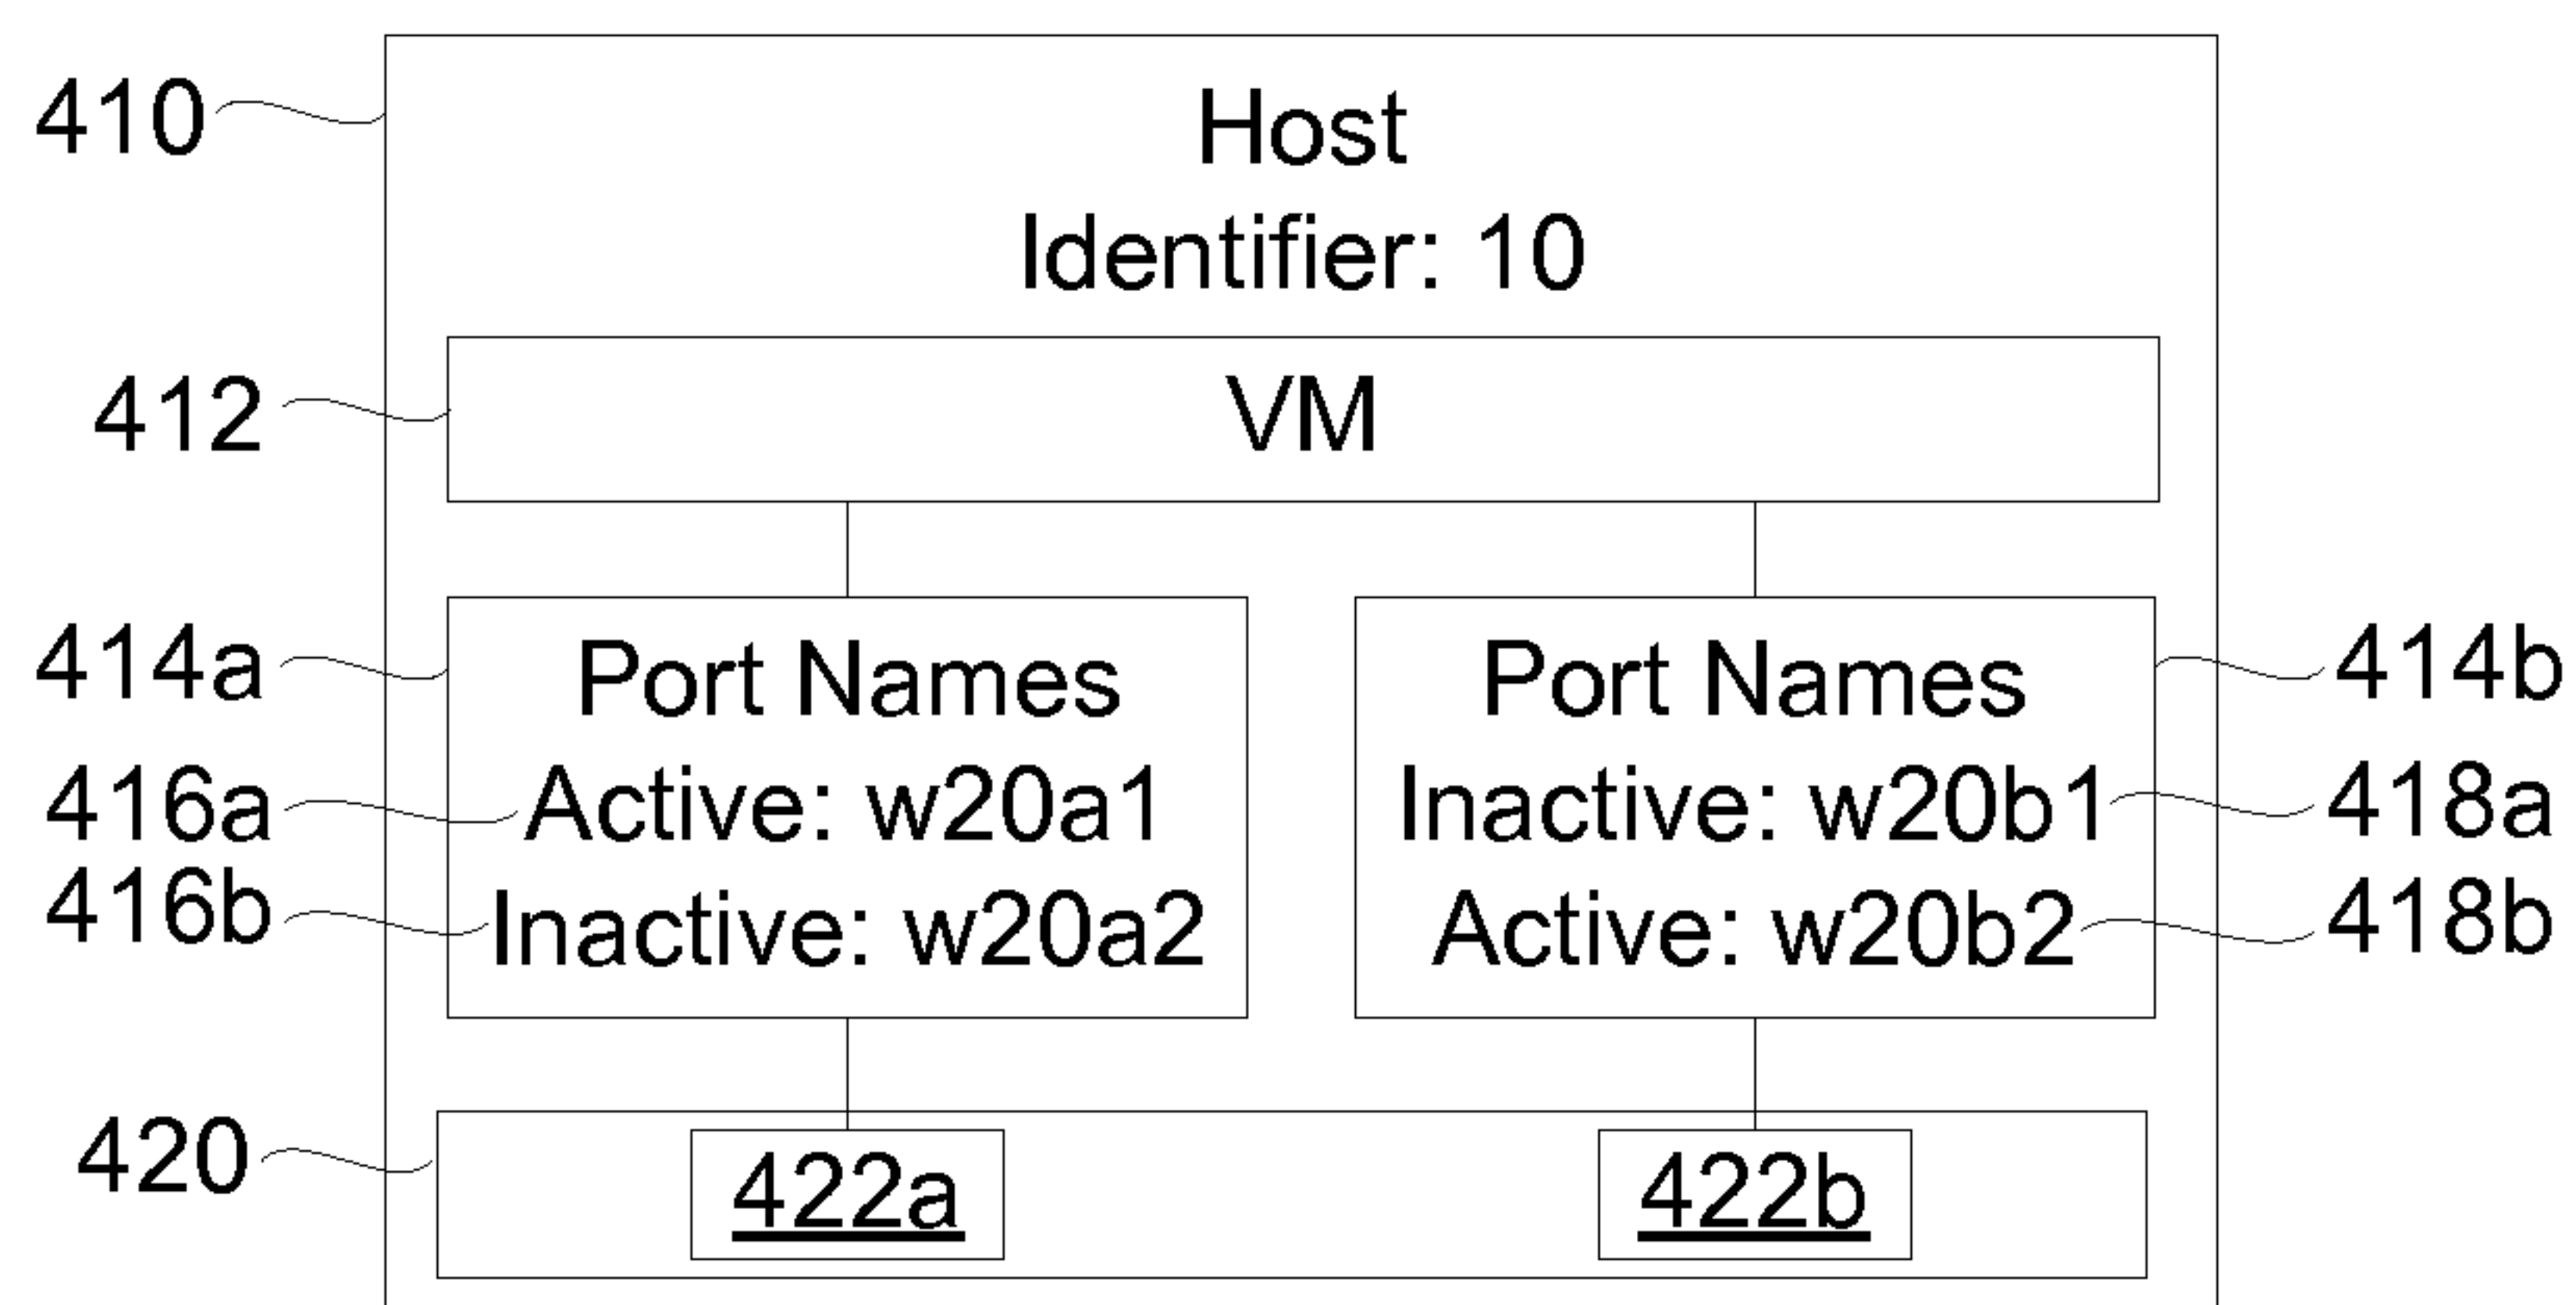 410
Host
Identifier: 10
412
VM
414a
Port Names
Port Names
414b
416a
Active: w20a1
Inactive: w20b1
418a
416b
Inactive: w20a2
Active: w20b2
418b
420
422a
422b